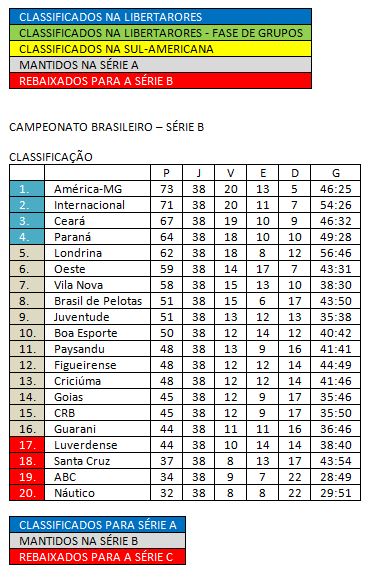 CLASSIFICADOS NA LIBERTARORES
CLASSIFICADOS NA LIBERTARORES - FASE DE GRUPOS
CLASSIFICADOS NA SUL-AMERICANA
MANTIDOS NA SÉRIE A
REBAIXADOS PARA A SÉRIE B
CAMPEONATO BRASILEIRO – SÉRIE B
CLASSIFICAÇÃO
P J V E D G
1. América-MG 73 38 20 13 5 46:25
2. Internacional 71 38 20 11 7 54:26
3. Ceará 67 38 19 10 9 46:32
4. Paraná 64 38 18 10 10 49:28
5. Londrina 62 38 18 8 12 56:46
6. Oeste 59 38 14 17 7 43:31
7. Vila Nova 58 38 15 13 10 38:30
8. Brasil de Pelotas 51 38 15 6 17 43:50
9. Juventude 51 38 13 12 13 35:38
10. Boa Esporte 50 38 12 14 12 40:42
11. Paysandu 48 38 13 9 16 41:41
12. Figueirense 48 38 12 12 14 44:49
13. Criciúma 48 38 12 12 14 41:46
14. Goias 45 38 12 9 17 35:46
15. CRB 45 38 12 9 17 35:50
16. Guarani 44 38 11 11 16 36:46
17. Luverdense 44 38 10 14 14 38:40
18. Santa Cruz 37 38 8 13 17 43:54
19. ABC 34 38 9 7 22 28:49
20. Náutico 32 38 8 8 22 29:51
CLASSIFICADOS PARA SÉRIE A
MANTIDOS NA SÉRIE B
REBAIXADOS PARA A SÉRIE C